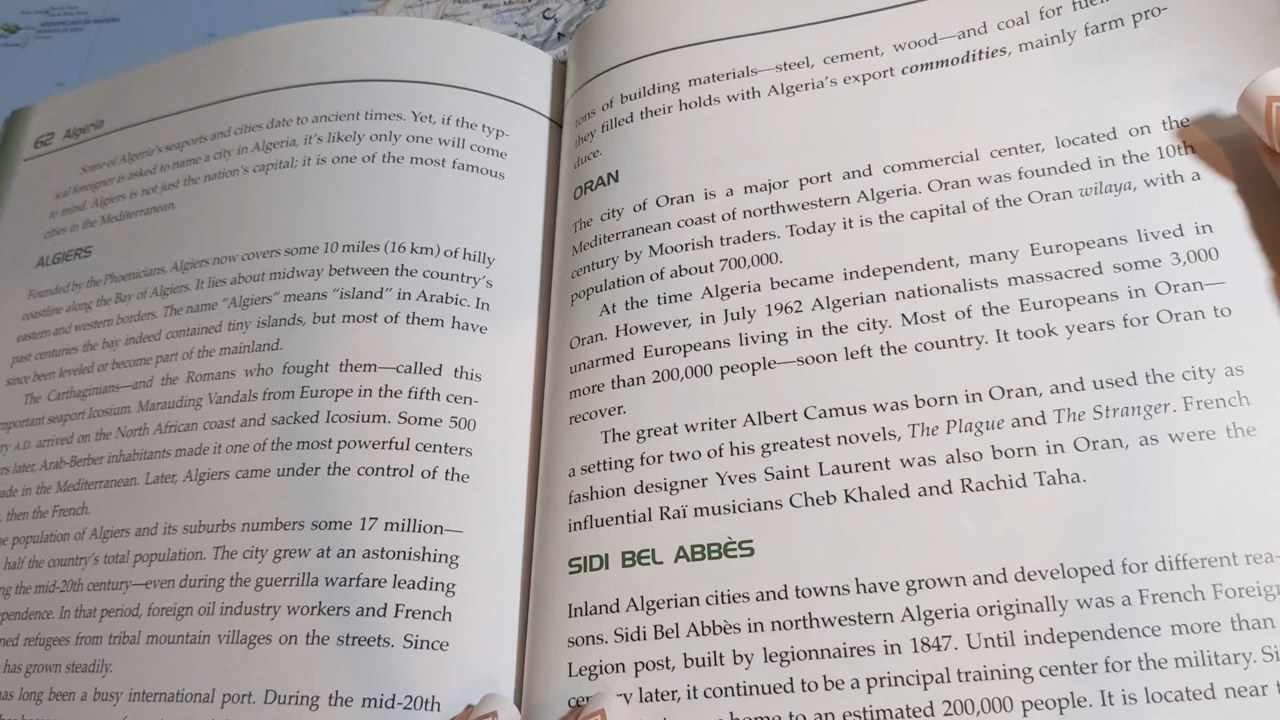 62 Algeria
Some of Algeria's seaports and cities date to ancient times. Yet, if the typ-
ical foreigner is asked to name a city in Algeria, it's likely only one will come
to mind. Algiers is not just the nation's capital; it is one of the most famous
cities in the Mediterranean.
ALGIERS
Founded by the Phoenicians, Algiers now covers some 10 miles (16 km) of hilly
coastline along the Bay of Algiers. It lies about midway between the country's
eastern and western borders. The name "Algiers" means "island" in Arabic. In
past centuries the bay indeed contained tiny islands, but most of them have
since been leveled or become part of the mainland.
The Carthaginians—and the Romans who fought them—called this
important seaport Icosium. Marauding Vandals from Europe in the fifth cen-
A.D. arrived on the North African coast and sacked Icosium. Some 500
later, Arab-Berber inhabitants made it one of the most powerful centers
in the Mediterranean. Later, Algiers came under the control of the
then the French.
population of Algiers and its suburbs numbers some 17 million—
half the country's total population. The city grew at an astonishing
the mid-20th century—even during the guerrilla warfare leading
In that period, foreign oil industry workers and French
refugees from tribal mountain villages on the streets. Since
has grown steadily.
has long been a busy international port. During the mid-20th
tons of building materials—steel, cement, wood—and coal for fuel
they filled their holds with Algeria's export commodities, mainly farm pro-
duce.
ORAN
The city of Oran is a major port and commercial center, located on the
Mediterranean coast of northwestern Algeria. Oran was founded in the 10th
century by Moorish traders. Today it is the capital of the Oran wilaya, with a
population of about 700,000.
At the time Algeria became independent, many Europeans lived in
Oran. However, in July 1962 Algerian nationalists massacred some 3,000
unarmed Europeans living in the city. Most of the Europeans in Oran—
more than 200,000 people—soon left the country. It took years for Oran to
recover.
The great writer Albert Camus was born in Oran, and used the city as
a setting for two of his greatest novels, The Plague and The Stranger. French
fashion designer Yves Saint Laurent was also born in Oran, as were the
influential Raï musicians Cheb Khaled and Rachid Taha.
SIDI BEL ABBÈS
Inland Algerian cities and towns have grown and developed for different rea-
sons. Sidi Bel Abbès in northwestern Algeria originally was a French Foreign
Legion post, built by legionnaires in 1847. Until independence more than
later, it continued to be a principal training center for the military.
home to an estimated 200,000 people. It is located near